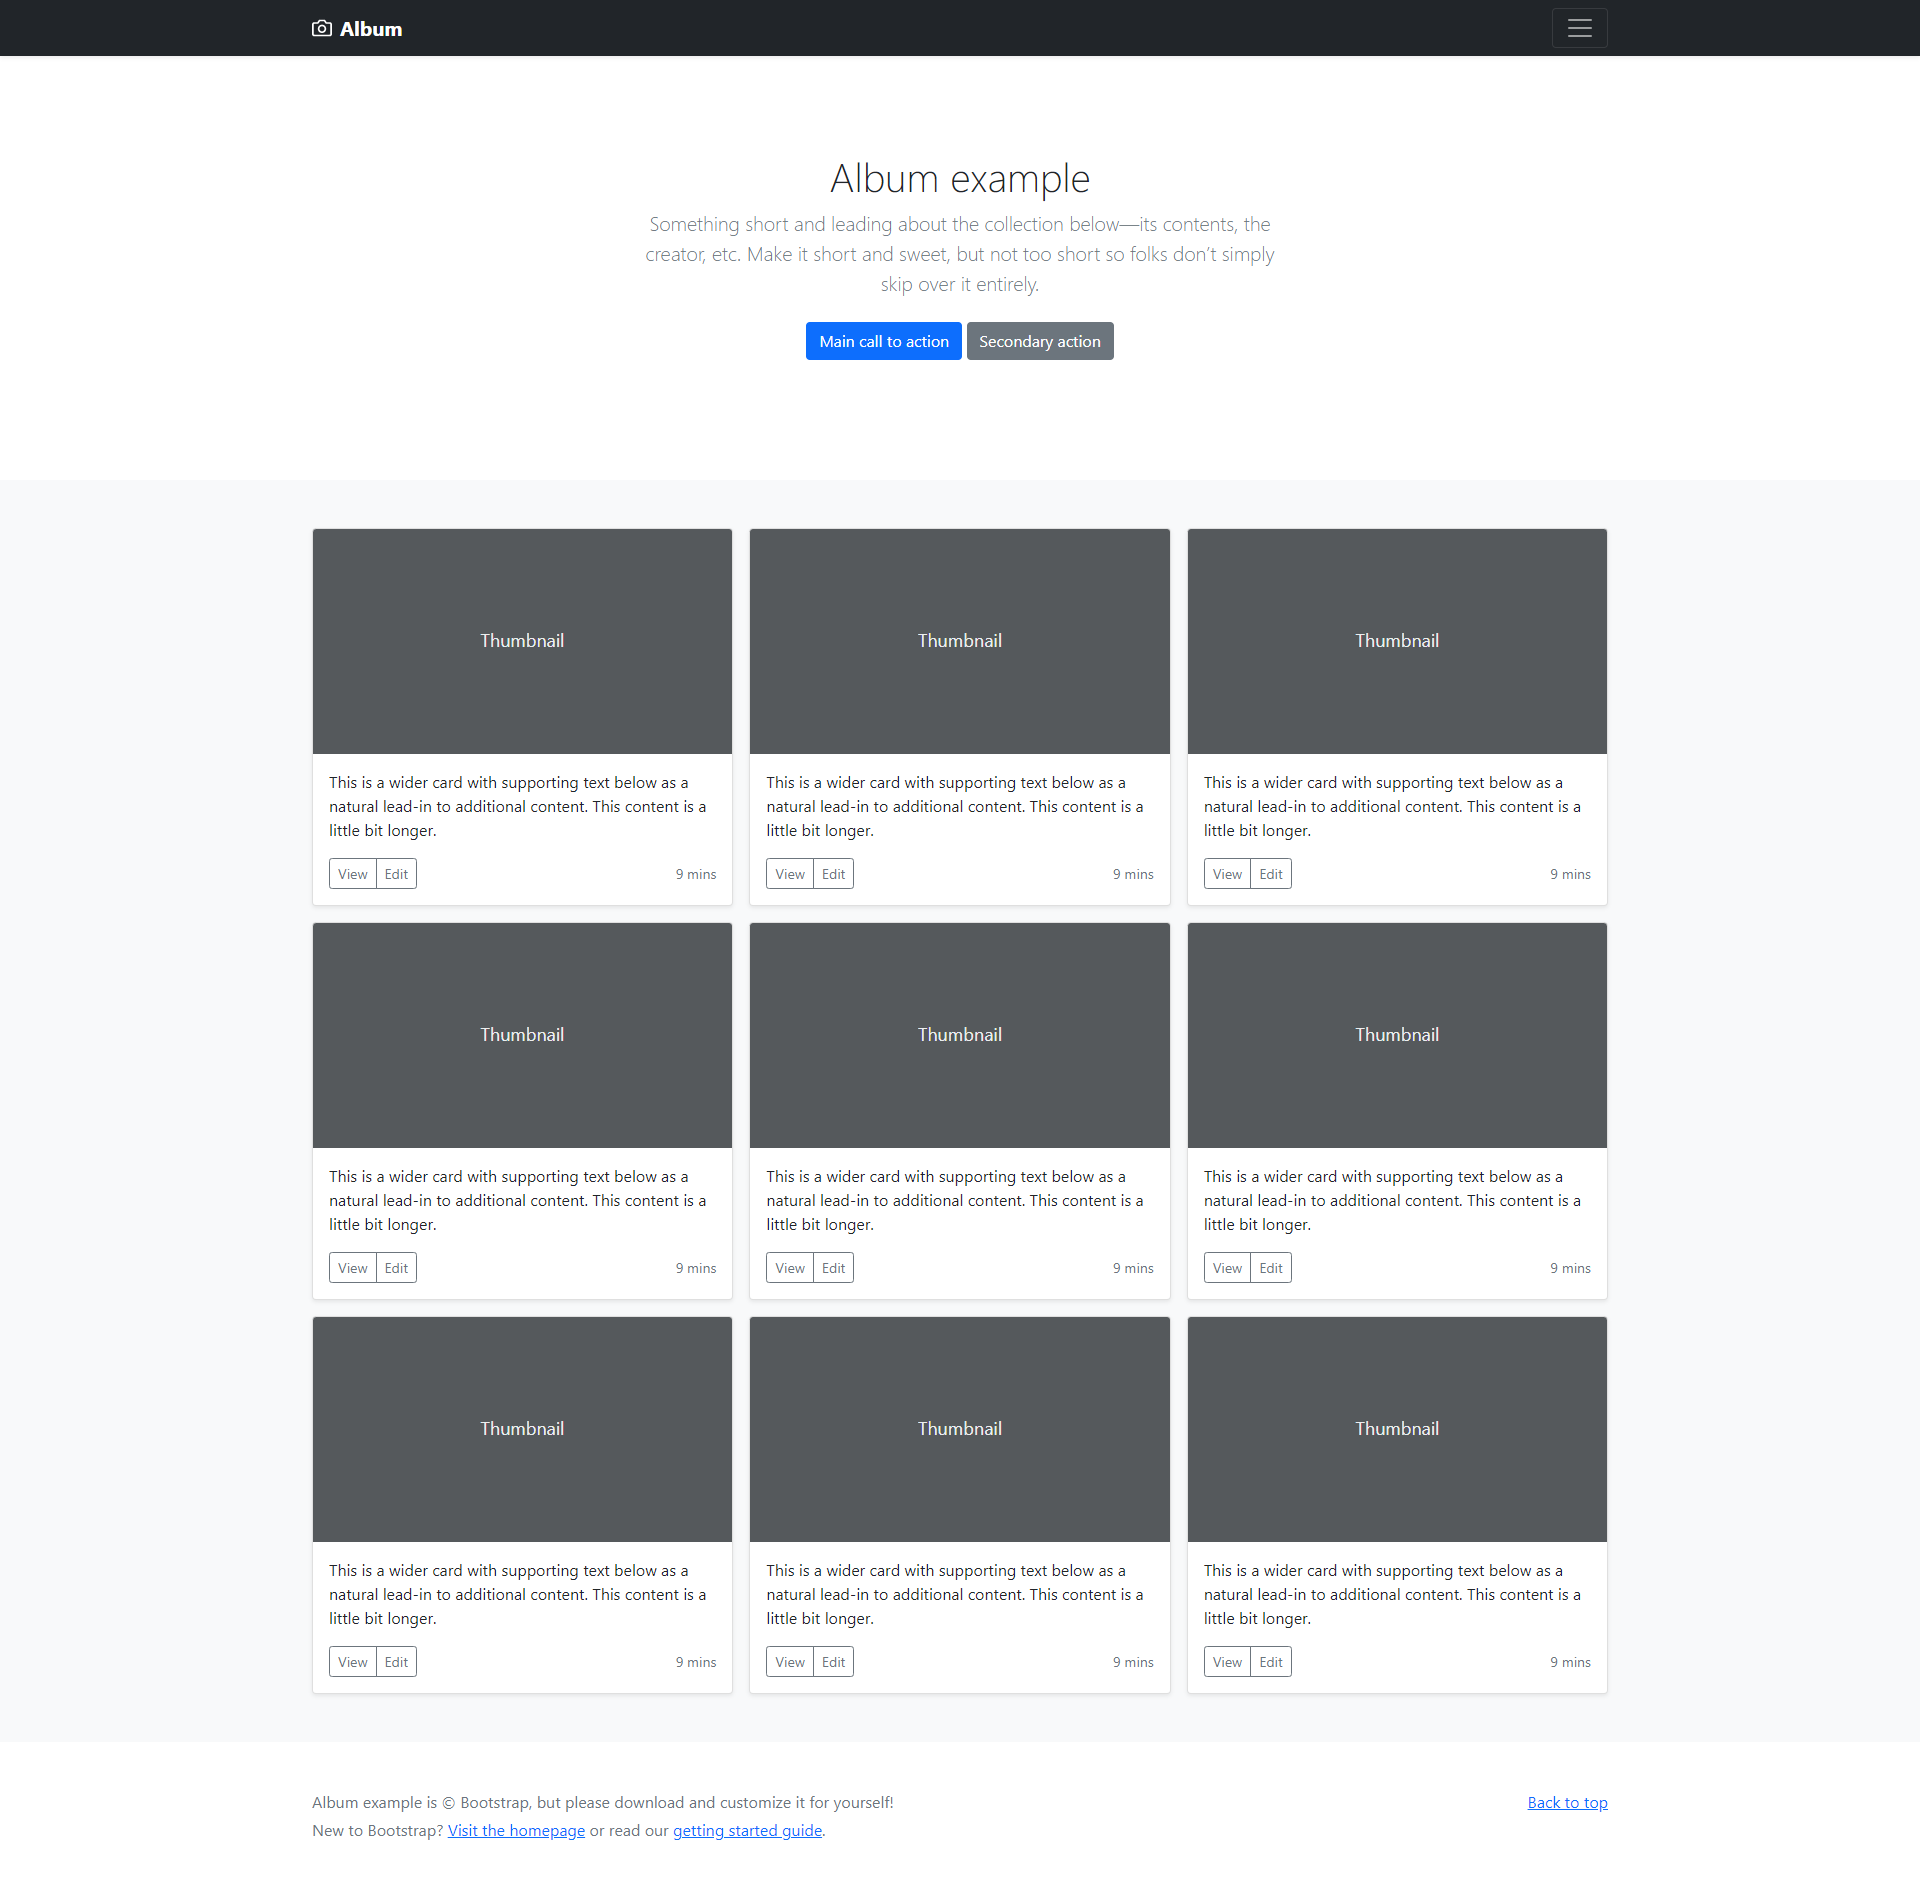 Album
Album example
Something short and leading about the collection below—its contents, the
creator, etc. Make it short and sweet, but not too short so folks don’t simply
skip over it entirely.
Main call to action
Secondary action
Thumbnail
This is a wider card with supporting text below as a
natural lead-in to additional content. This content is a
little bit longer.
View
Edit
9 mins
Thumbnail
This is a wider card with supporting text below as a
natural lead-in to additional content. This content is a
little bit longer.
View
Edit
9 mins
Thumbnail
This is a wider card with supporting text below as a
natural lead-in to additional content. This content is a
little bit longer.
View
Edit
9 mins
Thumbnail
This is a wider card with supporting text below as a
natural lead-in to additional content. This content is a
little bit longer.
View
Edit
9 mins
Thumbnail
This is a wider card with supporting text below as a
natural lead-in to additional content. This content is a
little bit longer.
View
Edit
9 mins
Thumbnail
This is a wider card with supporting text below as a
natural lead-in to additional content. This content is a
little bit longer.
View
Edit
9 mins
Thumbnail
This is a wider card with supporting text below as a
natural lead-in to additional content. This content is a
little bit longer.
View
Edit
9 mins
Thumbnail
This is a wider card with supporting text below as a
natural lead-in to additional content. This content is a
little bit longer.
View
Edit
9 mins
Thumbnail
This is a wider card with supporting text below as a
natural lead-in to additional content. This content is a
little bit longer.
View
Edit
9 mins
Album example is © Bootstrap, but please download and customize it for yourself!
Back to top
New to Bootstrap? Visit the homepage or read our getting started guide.